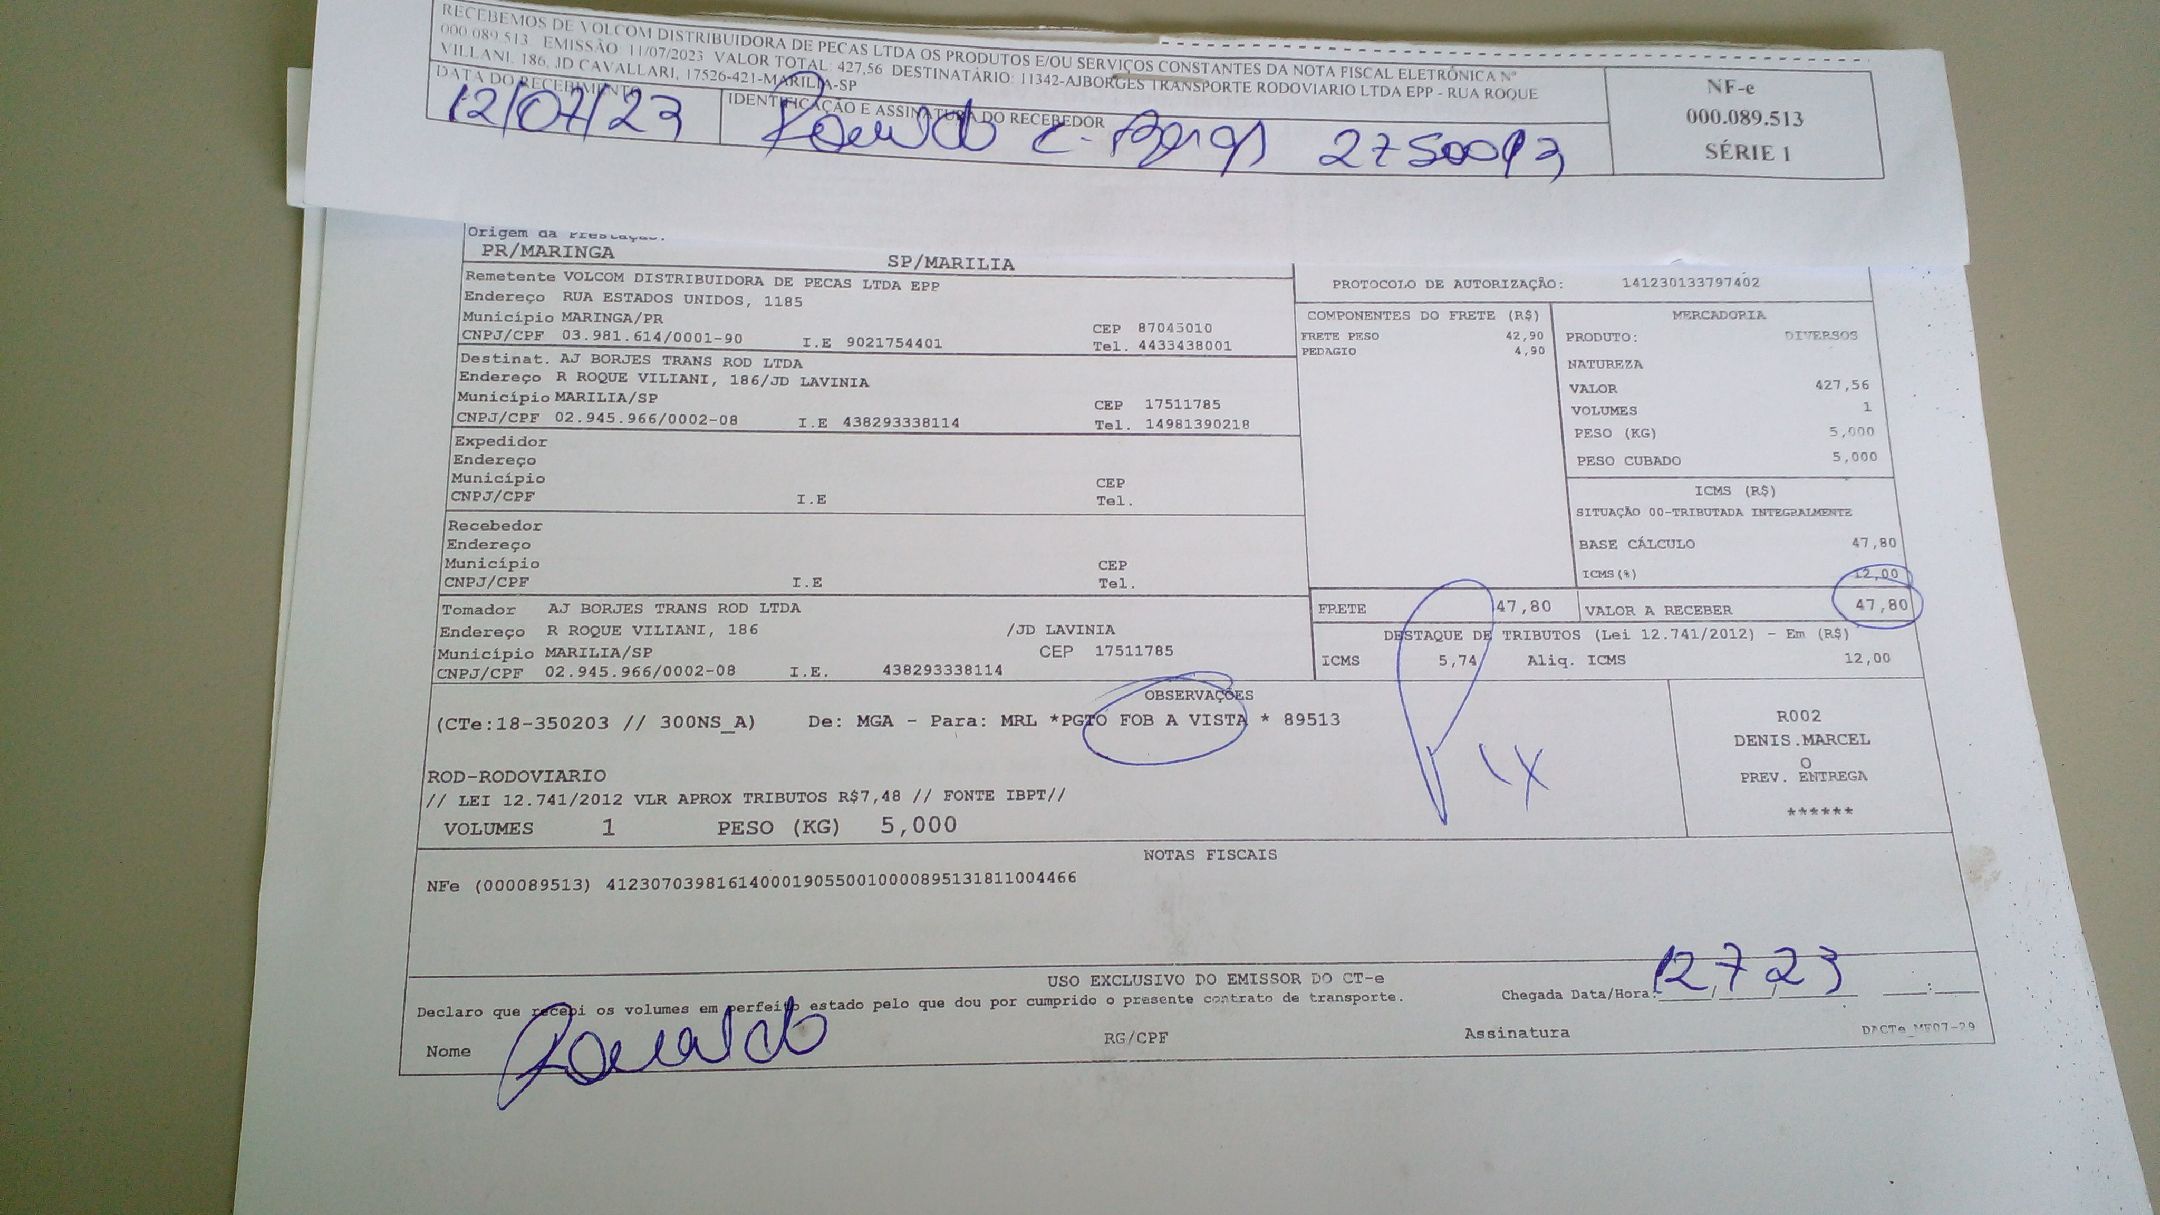 RECEBEMOS DE VOLCOM DISTRIBUIDORA DE PECAS LTDA OS PRODUTOS E/OU SERVIÇOS CONSTANTES DA NOTA FISCAL ELETRÔNICA Nº
000.089.513 EMISSÃO 11/07/2023 VALOR TOTAL: 427,56 DESTINATÁRIO: 11342-AJBORGES TRANSPORTE RODOVIARIO LTDA EPP - RUA ROQUE
VILLANI, 186, JD CAVALLARI, 17526-421-MARILIA-SP
DATA DO RECEBIMENTO
12/07/23
IDENTIFICAÇÃO E ASSINATURA DO RECEBEDOR
NF-e
000.089.513
SÉRIE 1
Origem da Prestação:
PR/MARINGA SP/MARILIA
Remetente VOLCOM DISTRIBUIDORA DE PECAS LTDA EPP
Endereço RUA ESTADOS UNIDOS, 1185
Município MARINGA/PR CEP 87045010
CNPJ/CPF 03.981.614/0001-90 I.E 9021754401 Tel. 4433438001
Destinat. AJ BORJES TRANS ROD LTDA
Endereço R ROQUE VILIANI, 186/JD LAVINIA
Município MARILIA/SP CEP 17511785
CNPJ/CPF 02.945.966/0002-08 I.E 438293338114 Tel. 14981390218
Expedidor
Endereço
Município CEP
CNPJ/CPF I.E Tel.
Recebedor
Endereço
Município CEP
CNPJ/CPF I.E Tel.
Tomador AJ BORJES TRANS ROD LTDA
Endereço R ROQUE VILIANI, 186 /JD LAVINIA
Município MARILIA/SP CEP 17511785
CNPJ/CPF 02.945.966/0002-08 I.E. 438293338114
PROTOCOLO DE AUTORIZAÇÃO: 141230133797402
COMPONENTES DO FRETE (R$)
FRETE PESO 42,90
PEDAGIO 4,90
MERCADORIA
PRODUTO: DIVERSOS
NATUREZA
VALOR 427,56
VOLUMES 1
PESO (KG) 5,000
PESO CUBADO 5,000
ICMS (R$)
SITUAÇÃO 00-TRIBUTADA INTEGRALMENTE
BASE CÁLCULO 47,80
ICMS(%) 12,00
FRETE 47,80 VALOR A RECEBER 47,80
DESTAQUE DE TRIBUTOS (Lei 12.741/2012) - Em (R$)
ICMS 5,74 Aliq. ICMS 12,00
OBSERVAÇÕES
(CTe:18-350203 // 300NS_A) De: MGA - Para: MRL *PGTO FOB A VISTA * 89513
Pix
ROD-RODOVIARIO
// LEI 12.741/2012 VLR APROX TRIBUTOS R$7,48 // FONTE IBPT//
VOLUMES 1 PESO (KG) 5,000
R002
DENIS.MARCEL
O
PREV. ENTREGA
******
NOTAS FISCAIS
NFe (000089513) 41230703981614000190550010000895131811004466
USO EXCLUSIVO DO EMISSOR DO CT-e
Declaro que recebi os volumes em perfeito estado pelo que dou por cumprido o presente contrato de transporte.
Chegada Data/Hora: 12/7/23 __:__
Nome Ronaldo RG/CPF Assinatura
DACTe_MF07-29